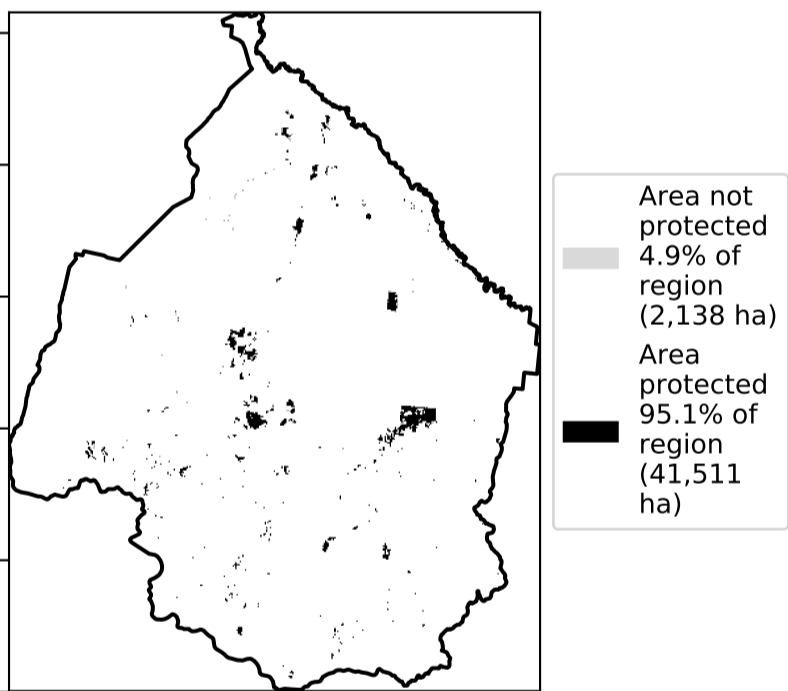 Area not
protected
4.9% of
region
(2,138 ha)
Area
protected
95.1% of
region
(41,511
ha)